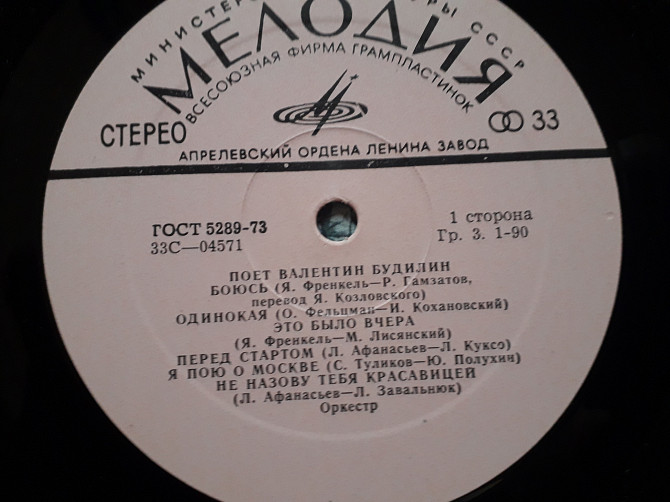 МИНИСТЕРС РЫ СССР
МЕЛОДИЯ
ВСЕСОЮЗНАЯ ФИРМА ГРАМПЛАСТИНОК
СТЕРЕО
33
АПРЕЛЕВСКИЙ ОРДЕНА ЛЕНИНА ЗАВОД
ГОСТ 5289-73
1 сторона
33С—04571
Гр. 3. 1-90
ПОЕТ ВАЛЕНТИН БУДИЛИН
БОЮСЬ (Я. Френкель—Р. Гамзатов,
перевод Я. Козловского)
ОДИНОКАЯ (О. Фельцман—И. Кохановский)
ЭТО БЫЛО ВЧЕРА
(Я. Френкель—М. Лисянский)
ПЕРЕД СТАРТОМ (Л. Афанасьев—Л. Куксо)
Я ПОЮ О МОСКВЕ (С. Туликов—Ю. Полухин)
НЕ НАЗОВУ ТЕБЯ КРАСАВИЦЕЙ
(Л. Афанасьев—Л. Завальнюк)
Оркестр